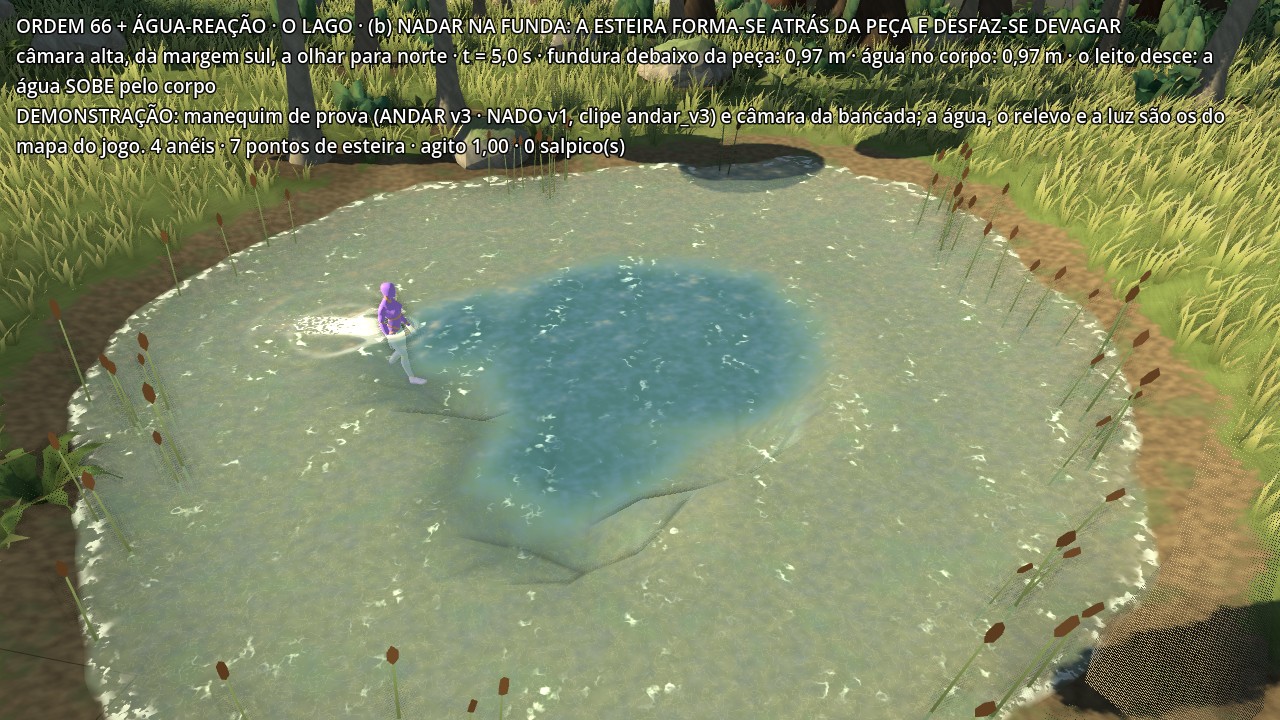 ORDEM 66 + ÁGUA-REAÇÃO · O LAGO · (b) NADAR NA FUNDA: A ESTEIRA FORMA-SE ATRÁS DA PEÇA E DESFAZ-SE DEVAGAR
câmara alta, da margem sul, a olhar para norte · t = 5,0 s · fundura debaixo da peça: 0,97 m · água no corpo: 0,97 m · o leito desce: a
água SOBE pelo corpo
DEMONSTRAÇÃO: manequim de prova (ANDAR v3 · NADO v1, clipe andar_v3) e câmara da bancada; a água, o relevo e a luz são os do
mapa do jogo. 4 anéis · 7 pontos de esteira · agito 1,00 · 0 salpico(s)